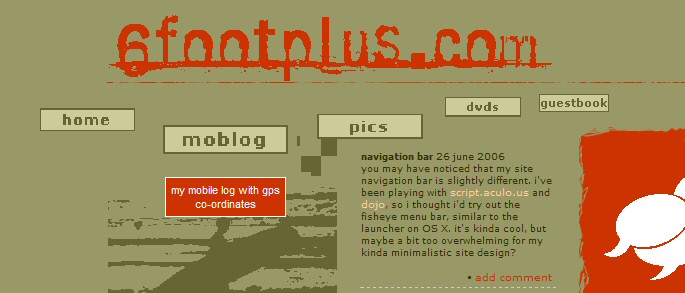 6footplus.com
home
moblog
pics
dvds
guestbook
my mobile log with gps
co-ordinates
navigation bar 26 june 2006
you may have noticed that my site
navigation bar is slightly different. i've
been playing with script.aculo.us and
dojo, so i thought i'd try out the
fisheye menu bar, similar to the
launcher on OS X. it's kinda cool, but
maybe a bit too overwhelming for my
kinda minimalistic site design?
• add comment